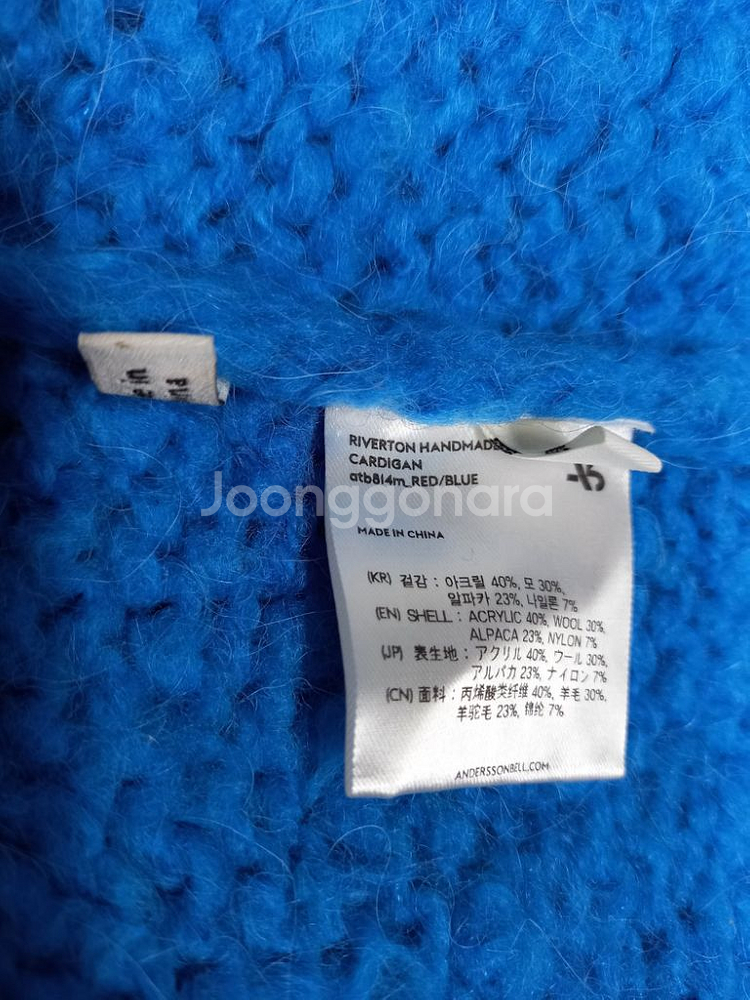 RIVERTON HANDMADE
CARDIGAN
atb814m_RED/BLUE
Joonggonara
MADE IN CHINA
(KR) 겉감 : 아크릴 40%, 모 30%,
알파카 23%, 나일론 7%
(EN) SHELL : ACRYLIC 40%, WOOL 30%,
ALPACA 23%, NYLON 7%
(JP) 表生地 : アクリル 40%, ウール 30%,
アルパカ 23%, ナイロン 7%
(CN) 面料 : 丙烯酸类纤维 40%, 羊毛 30%,
羊驼毛 23%, 锦纶 7%
ANDERSSONBELL.COM
in